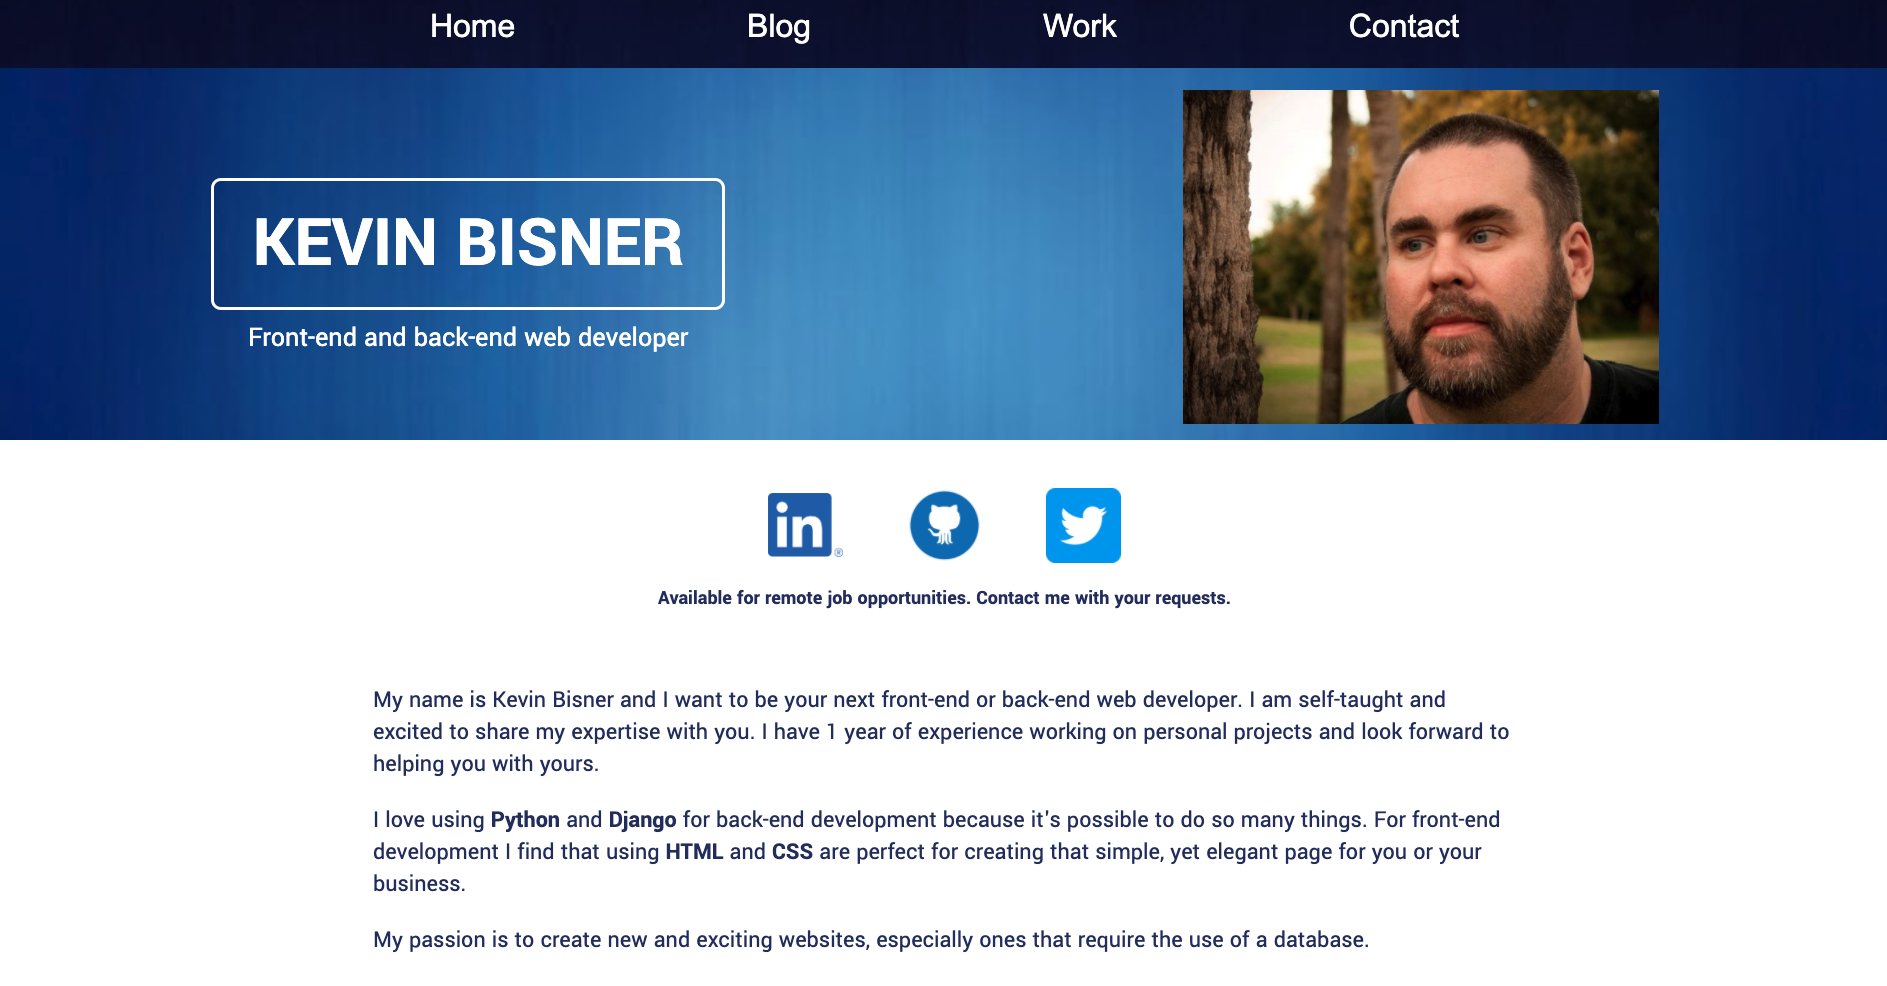 Home Blog Work Contact
KEVIN BISNER
Front-end and back-end web developer
in ®
Available for remote job opportunities. Contact me with your requests.
My name is Kevin Bisner and I want to be your next front-end or back-end web developer. I am self-taught and
excited to share my expertise with you. I have 1 year of experience working on personal projects and look forward to
helping you with yours.
I love using Python and Django for back-end development because it's possible to do so many things. For front-end
development I find that using HTML and CSS are perfect for creating that simple, yet elegant page for you or your
business.
My passion is to create new and exciting websites, especially ones that require the use of a database.